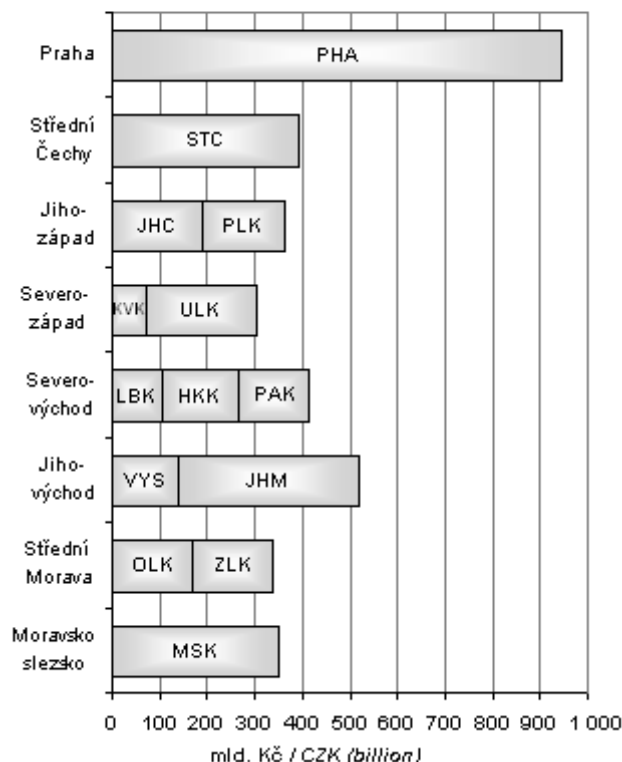 Praha
PHA
Střední
Čechy
STC
Jiho-
západ
JHC PLK
Severo-
západ
KVK ULK
Severo-
východ
LBK HKK PAK
Jiho-
východ
VYS JHM
Střední
Morava
OLK ZLK
Moravsko
slezsko
MSK
0 100 200 300 400 500 600 700 800 900 1 000
mld. Kč / CZK (billion)